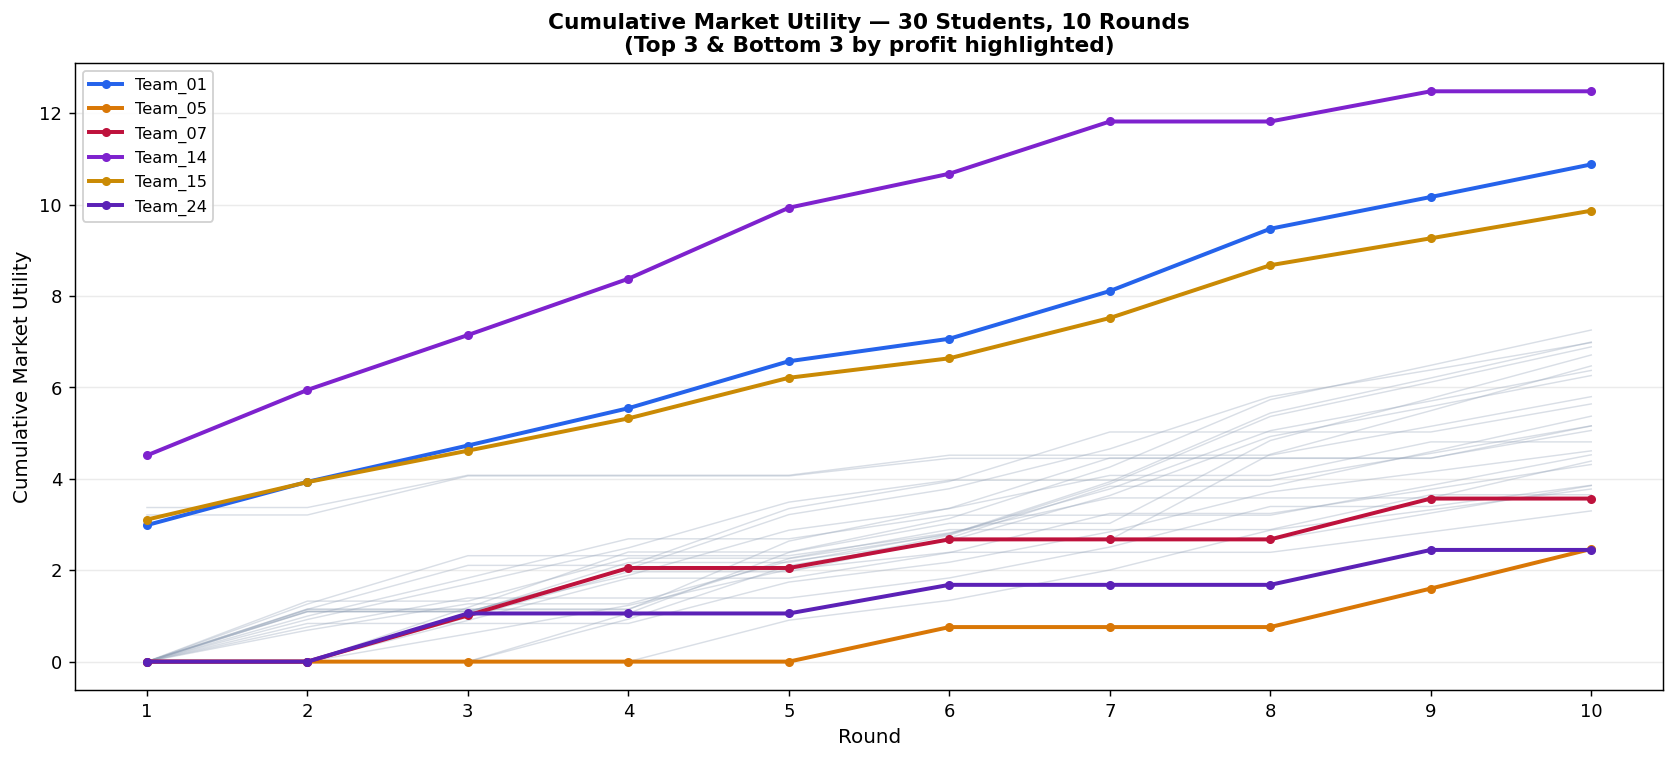 Cumulative Market Utility — 30 Students, 10 Rounds
(Top 3 & Bottom 3 by profit highlighted)
Team_01
Team_05
Team_07
Team_14
Team_15
Team_24
Cumulative Market Utility
12
10
8
6
4
2
0
1 2 3 4 5 6 7 8 9 10
Round